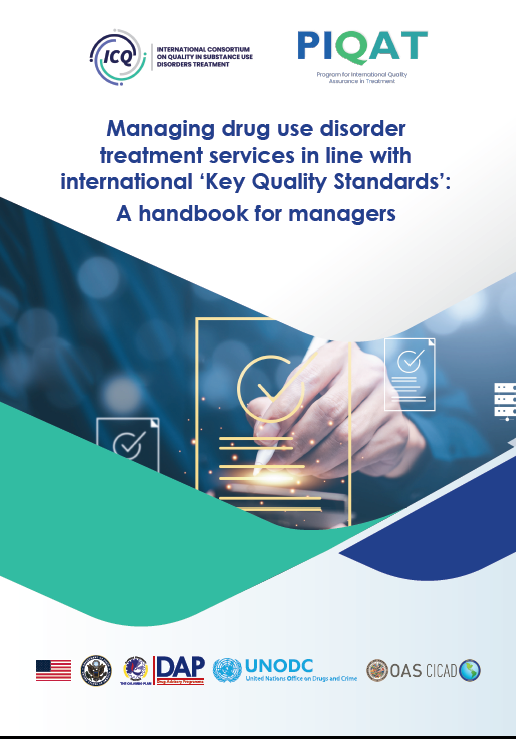 ICQ
INTERNATIONAL CONSORTIUM
ON QUALITY IN SUBSTANCE USE
DISORDERS TREATMENT
PIQAT
Program for International Quality
Assurance in Treatment
Managing drug use disorder
treatment services in line with
international ‘Key Quality Standards’:
A handbook for managers
THE COLOMBO PLAN
DAP
Drug Advisory Programme
UNODC
United Nations Office on Drugs and Crime
OAS CICAD